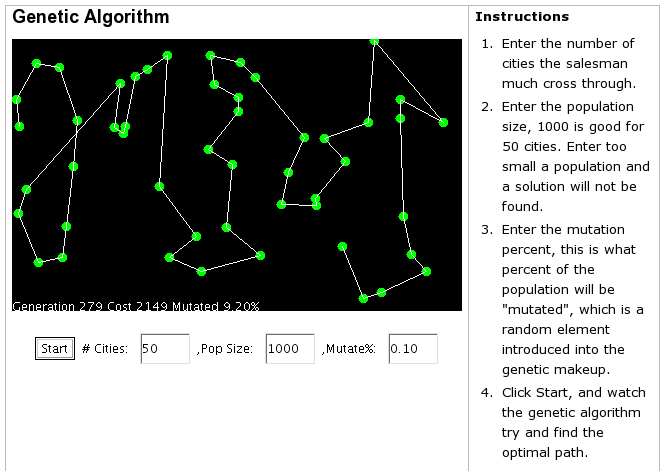 Genetic Algorithm
Generation 279 Cost 2149 Mutated 9.20%
Start # Cities: 50 ,Pop Size: 1000 ,Mutate%: 0.10
Instructions
1. Enter the number of
cities the salesman
much cross through.
2. Enter the population
size, 1000 is good for
50 cities. Enter too
small a population and
a solution will not be
found.
3. Enter the mutation
percent, this is what
percent of the
population will be
"mutated", which is a
random element
introduced into the
genetic makeup.
4. Click Start, and watch
the genetic algorithm
try and find the
optimal path.